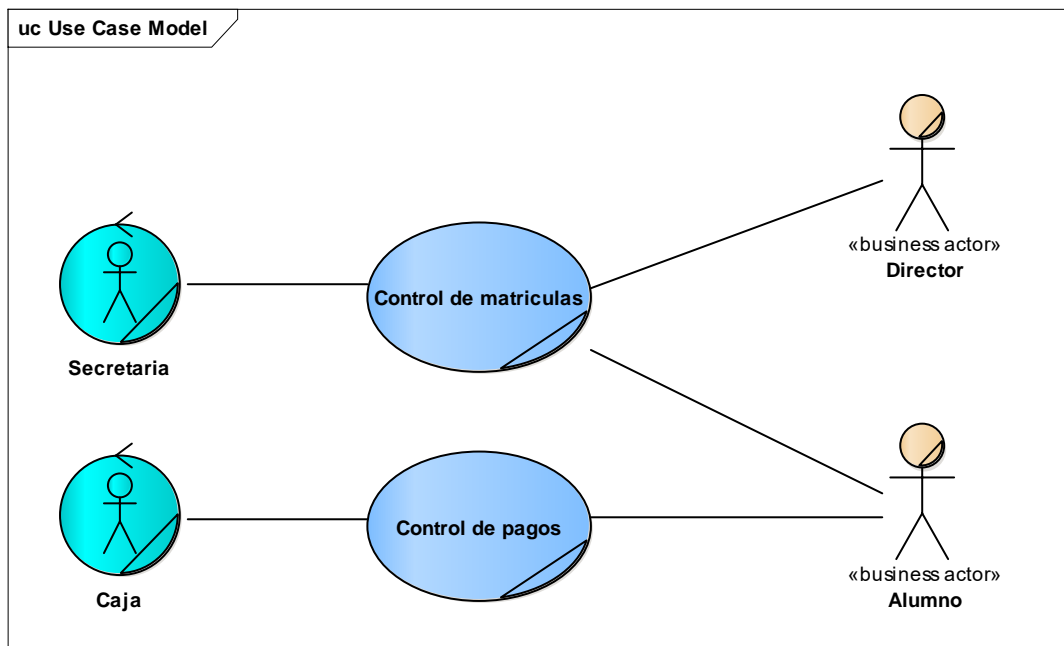 uc Use Case Model
«business actor»
Director
Control de matriculas
Secretaria
Control de pagos
«business actor»
Alumno
Caja